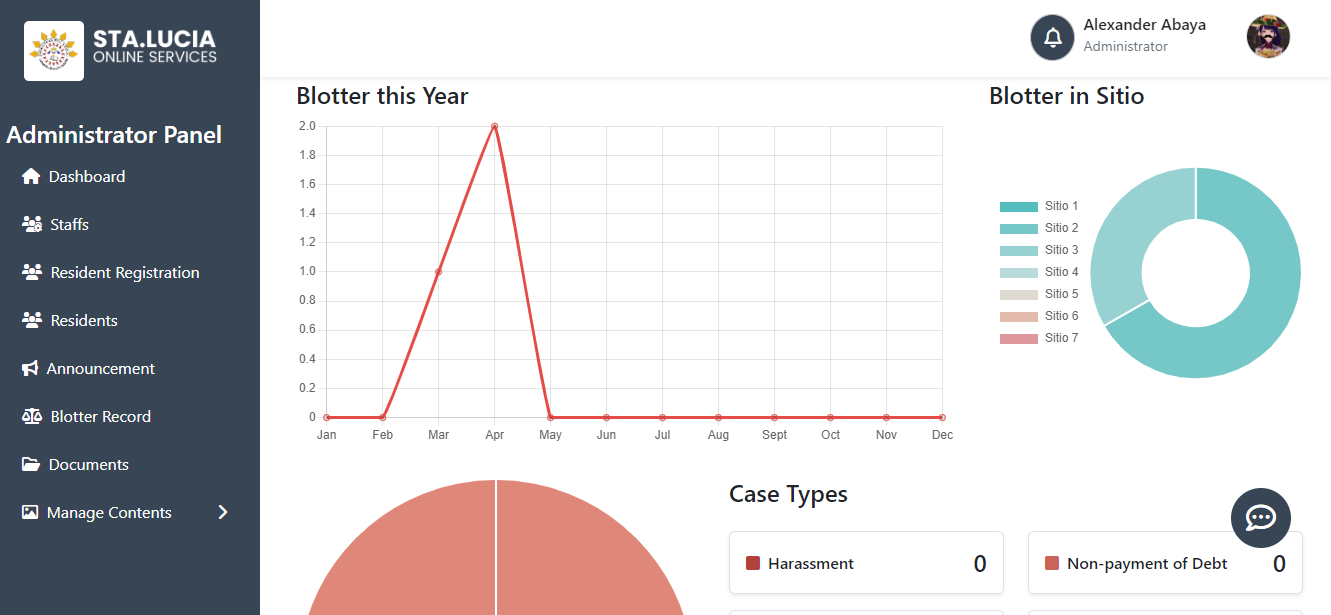 STA.LUCIA
ONLINE SERVICES
Administrator Panel
Dashboard
Staffs
Resident Registration
Residents
Announcement
Blotter Record
Documents
Manage Contents
Alexander Abaya
Administrator
Blotter this Year
2.0
1.8
1.6
1.4
1.2
1.0
0.8
0.6
0.4
0.2
0
Jan Feb Mar Apr May Jun Jul Aug Sept Oct Nov Dec
Blotter in Sitio
Sitio 1
Sitio 2
Sitio 3
Sitio 4
Sitio 5
Sitio 6
Sitio 7
Case Types
Harassment 0
Non-payment of Debt 0